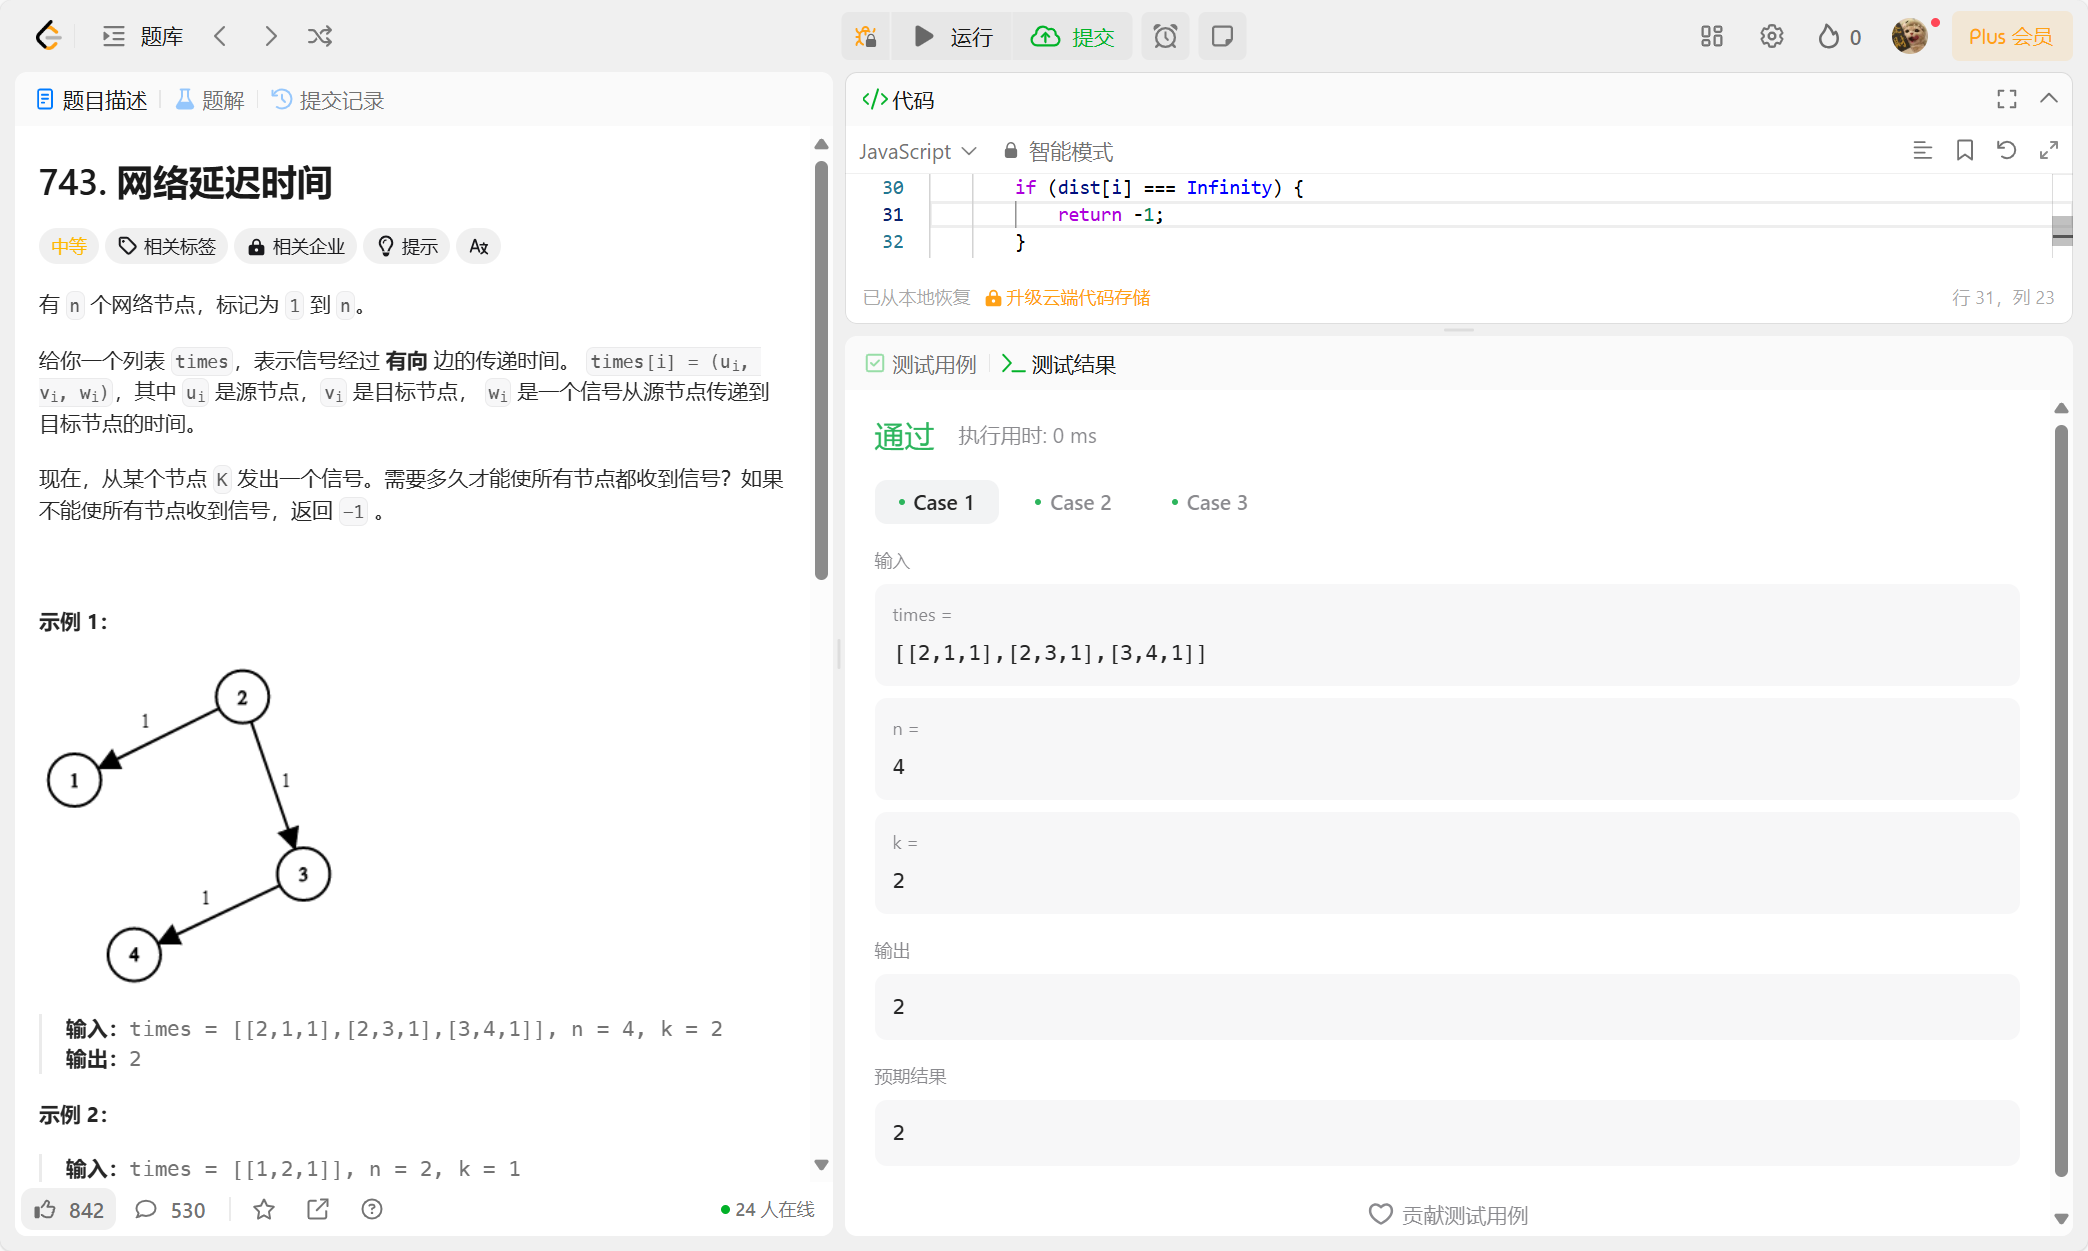 题库
运行
提交
0
Plus 会员
题目描述
题解
提交记录
743. 网络延迟时间
中等
相关标签
相关企业
提示
有 n 个网络节点，标记为 1 到 n。
给你一个列表 times，表示信号经过 有向 边的传递时间。 times[i] = (ui,
vi, wi)，其中 ui 是源节点，vi 是目标节点， wi 是一个信号从源节点传递到
目标节点的时间。
现在，从某个节点 K 发出一个信号。需要多久才能使所有节点都收到信号？如果
不能使所有节点收到信号，返回 -1 。
示例 1：
2
1
1
1
3
1
4
输入：times = [[2,1,1],[2,3,1],[3,4,1]], n = 4, k = 2
输出：2
示例 2：
输入：times = [[1,2,1]], n = 2, k = 1
842
530
24 人在线
</>代码
JavaScript
智能模式
30 if (dist[i] === Infinity) {
31 return -1;
32 }
已从本地恢复
升级云端代码存储
行 31，列 23
测试用例
测试结果
通过
执行用时: 0 ms
Case 1
Case 2
Case 3
输入
times =
[[2,1,1],[2,3,1],[3,4,1]]
n =
4
k =
2
输出
2
预期结果
2
贡献测试用例